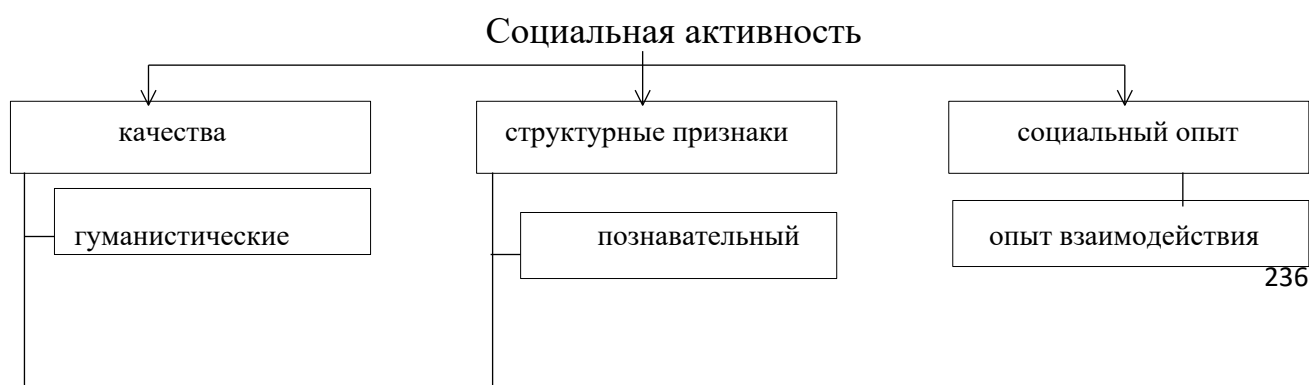 Социальная активность
качества
структурные признаки
социальный опыт
гуманистические
познавательный
опыт взаимодействия
236